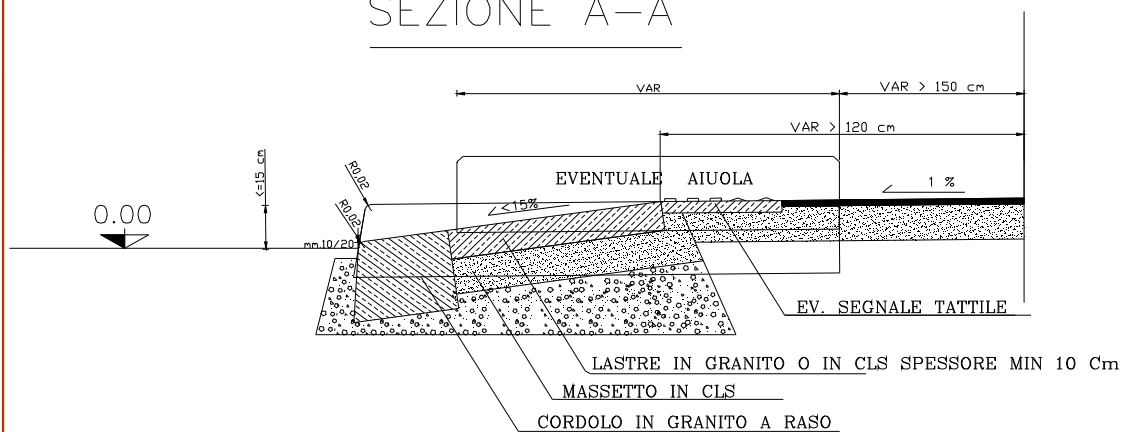 SEZIONE A-A
VAR
VAR > 150 cm
VAR > 120 cm
<=15 cm
R0.02
EVENTUALE AIUOLA
1 %
<15%
R0.02
0.00
mm.10/20
EV. SEGNALE TATTILE
LASTRE IN GRANITO O IN CLS SPESSORE MIN 10 Cm
MASSETTO IN CLS
CORDOLO IN GRANITO A RASO